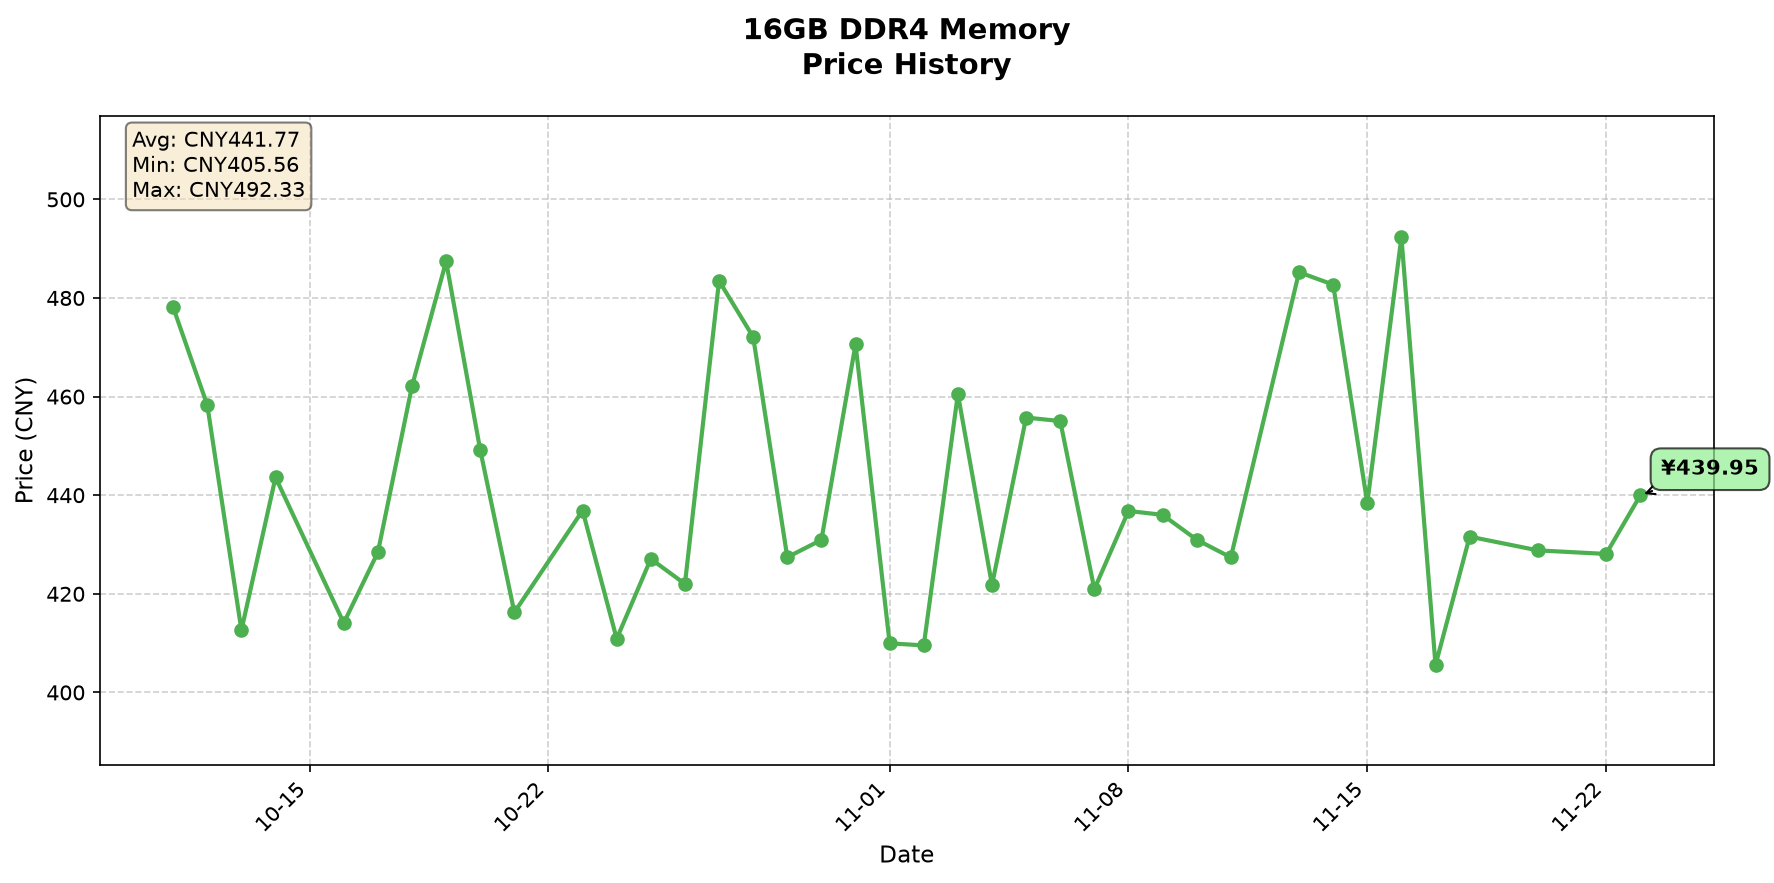 16GB DDR4 Memory
Price History
Avg: CNY441.77
Min: CNY405.56
Max: CNY492.33
500
480
460
440
420
400
Price (CNY)
¥439.95
10-15
10-22
11-01
11-08
11-15
11-22
Date